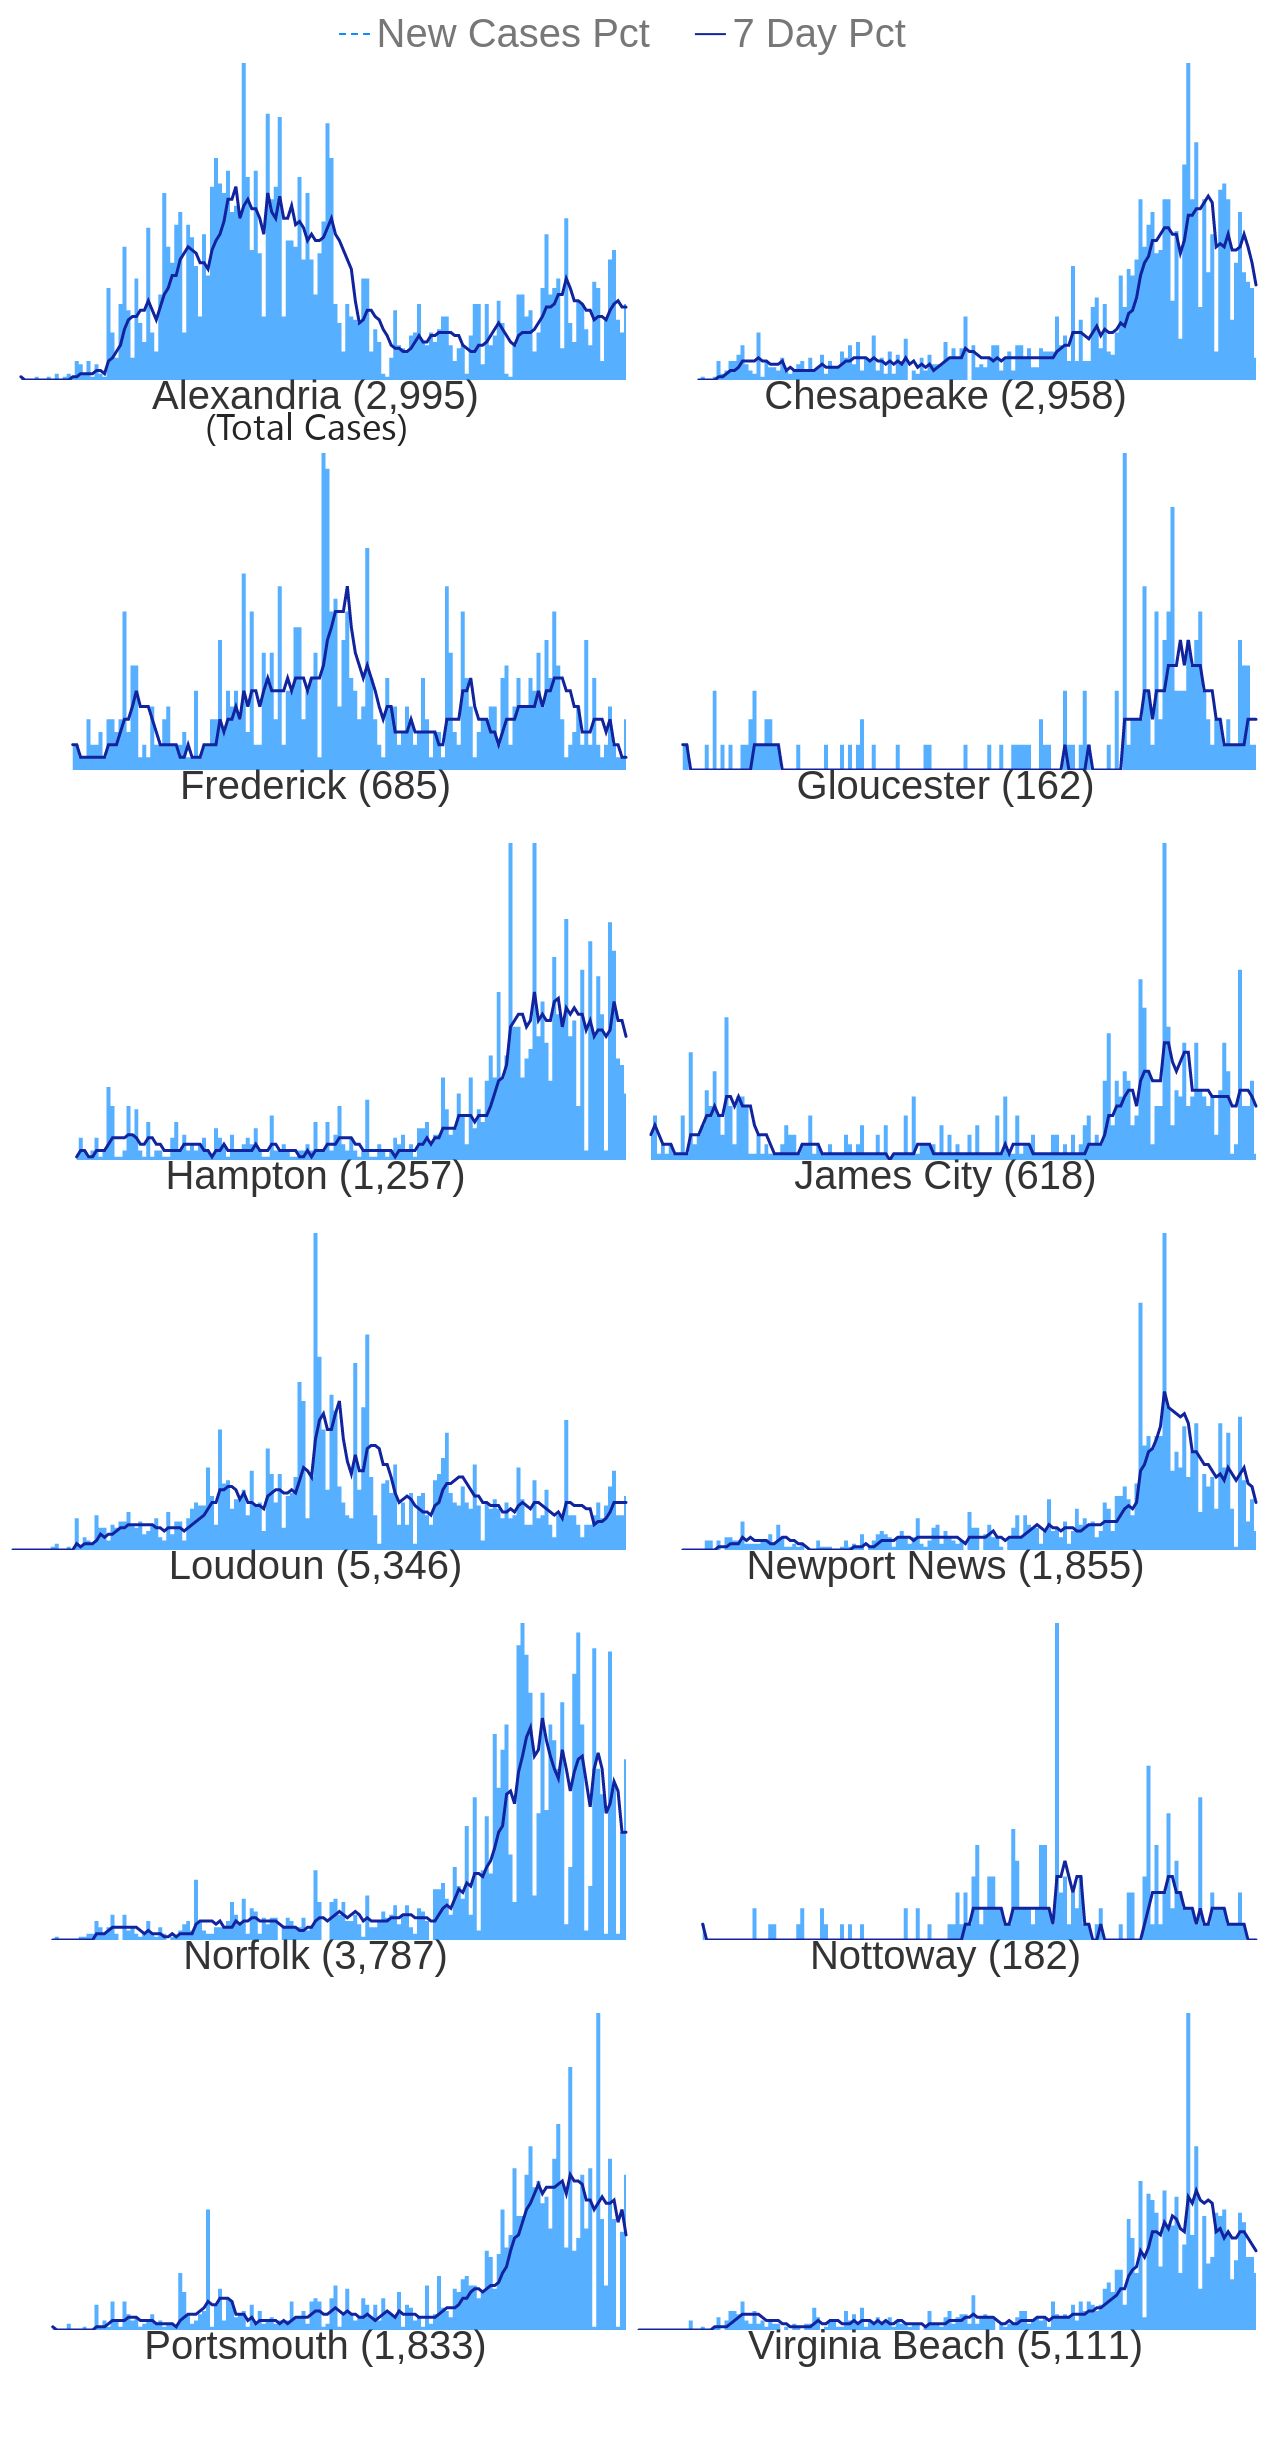 New Cases Pct 7 Day Pct
Alexandria (2,995) Chesapeake (2,958)
(Total Cases)
Frederick (685) Gloucester (162)
Hampton (1,257) James City (618)
Loudoun (5,346) Newport News (1,855)
Norfolk (3,787) Nottoway (182)
Portsmouth (1,833) Virginia Beach (5,111)